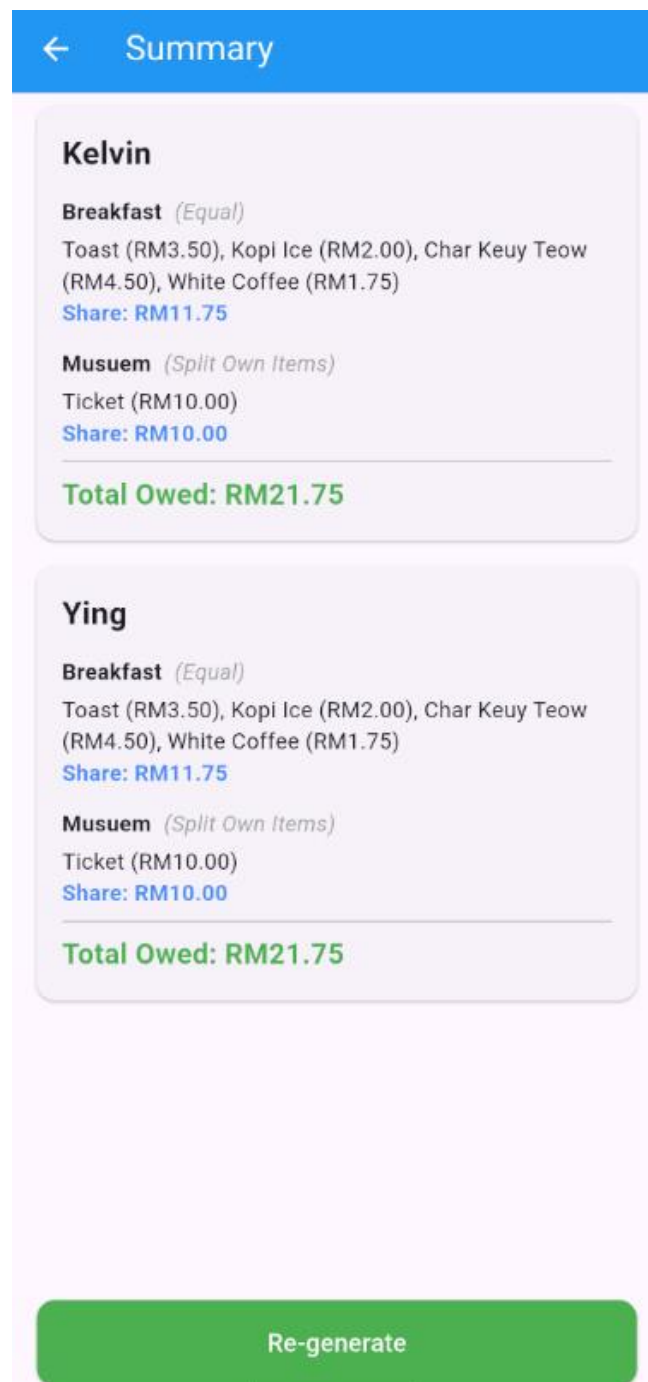 Summary
Kelvin
Breakfast (Equal)
Toast (RM3.50), Kopi Ice (RM2.00), Char Keuy Teow
(RM4.50), White Coffee (RM1.75)
Share: RM11.75
Musuem (Split Own Items)
Ticket (RM10.00)
Share: RM10.00
Total Owed: RM21.75
Ying
Breakfast (Equal)
Toast (RM3.50), Kopi Ice (RM2.00), Char Keuy Teow
(RM4.50), White Coffee (RM1.75)
Share: RM11.75
Musuem (Split Own Items)
Ticket (RM10.00)
Share: RM10.00
Total Owed: RM21.75
Re-generate